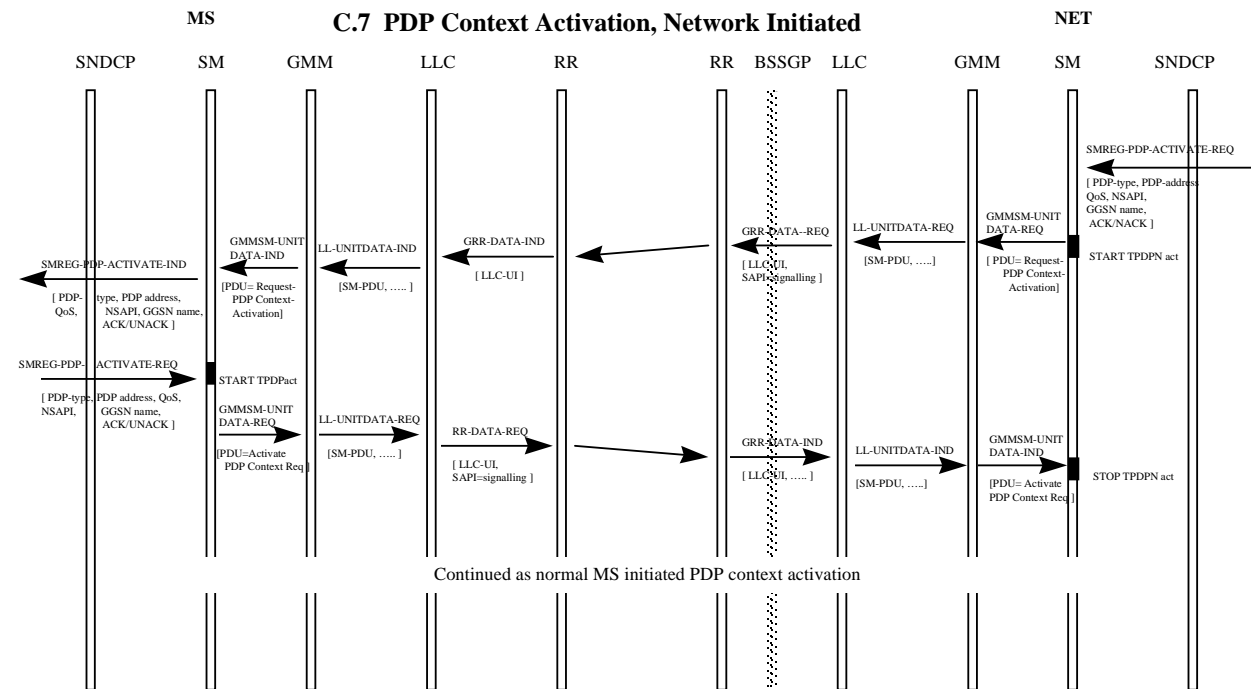 MS
C.7 PDP Context Activation, Network Initiated
NET
SNDCP SM GMM LLC RR RR BSSGP LLC GMM SM SNDCP
SMREG-PDP-ACTIVATE-REQ
[ PDP-type, PDP-address
QoS, NSAPI,
GGSN name,
ACK/NACK ]
GMMSM-UNIT
DATA-REQ
[ PDU= Request-
PDP Context-
Activation]
START TPDPN act
LL-UNITDATA-REQ
[SM-PDU, …..]
GRR-DATA--REQ
[ LLC-UI,
SAPI=signalling ]
GRR-DATA-IND
[ LLC-UI ]
LL-UNITDATA-IND
[SM-PDU, ….. ]
GMMSM-UNIT
DATA-IND
[PDU= Request-
PDP Context-
Activation]
SMREG-PDP-ACTIVATE-IND
[ PDP- type, PDP address,
QoS, NSAPI, GGSN name,
ACK/UNACK ]
SMREG-PDP- ACTIVATE-REQ
[ PDP-type, PDP address, QoS,
NSAPI, GGSN name,
ACK/UNACK ]
START TPDPact
GMMSM-UNIT
DATA-REQ
[PDU=Activate
PDP Context Req ]
LL-UNITDATA-REQ
[SM-PDU, ….. ]
RR-DATA-REQ
[ LLC-UI,
SAPI=signalling ]
GRR-DATA-IND
[ LLC-UI, ….. ]
LL-UNITDATA-IND
[SM-PDU, …..]
GMMSM-UNIT
DATA-IND
[PDU= Activate
PDP Context Req ]
STOP TPDPN act
Continued as normal MS initiated PDP context activation